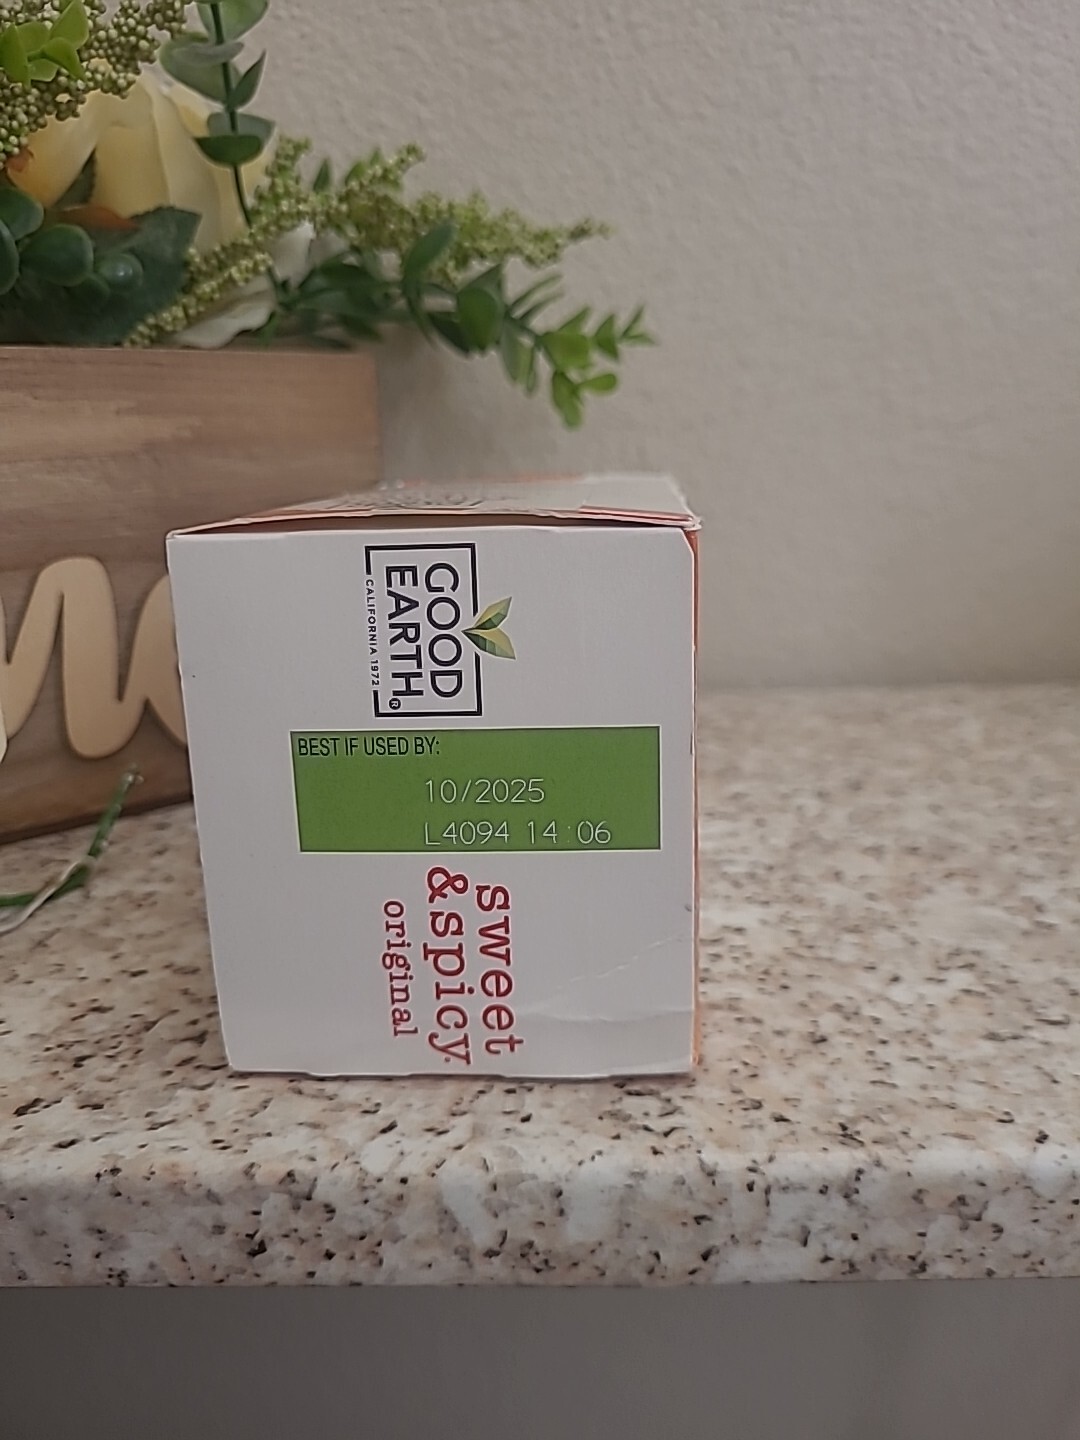 GOOD
EARTH®
CALIFORNIA 1972
BEST IF USED BY:
10/2025
L4094 14:06
sweet
&spicy
original